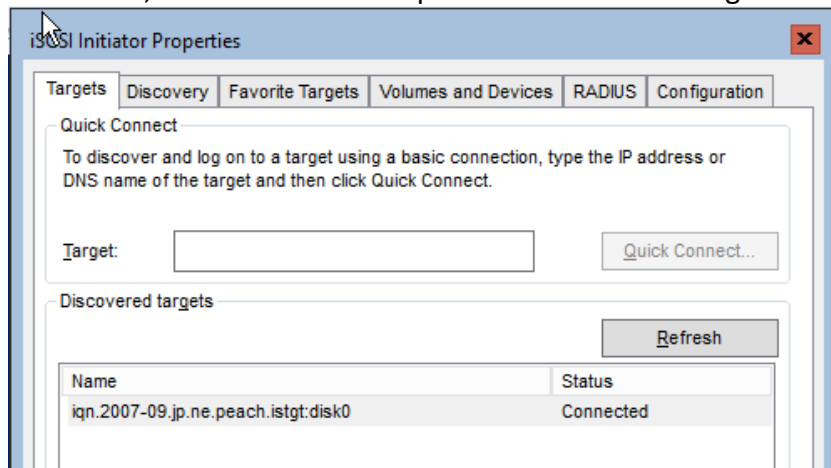 iSCSI Initiator Properties
Targets Discovery Favorite Targets Volumes and Devices RADIUS Configuration
Quick Connect
To discover and log on to a target using a basic connection, type the IP address or
DNS name of the target and then click Quick Connect.
Target: Quick Connect...
Discovered targets
Refresh
Name Status
iqn.2007-09.jp.ne.peach.istgt:disk0 Connected